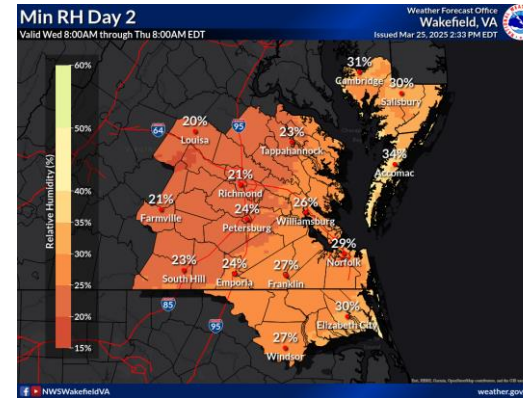 Min RH Day 2
Valid Wed 8:00AM through Thu 8:00AM EDT
Weather Forecast Office
Wakefield, VA
Issued Mar 25, 2025 2:33 PM EDT
60%
50%
40%
35%
30%
25%
20%
15%
Relative Humidity (%)
31%
Cambridge
30%
Salisbury
64
20%
Louisa
95
23%
Tappahannock
34%
Accomac
21%
Richmond
21%
Farmville
24%
Petersburg
26%
Williamsburg
29%
Norfolk
23%
South Hill
24%
Emporia
27%
Franklin
85
95
30%
Elizabeth City
27%
Windsor
NWSWakefieldVA
weather.gov